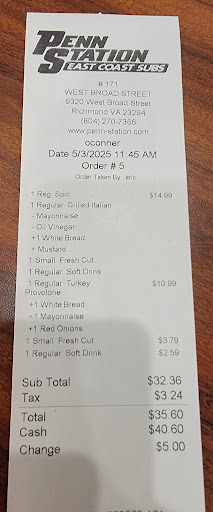 PENN
STATION
EAST COAST SUBS
# 171
WEST BROAD STREET
9320 West Broad Street
Richmond VA 23294
(804) 270-7366
www.penn-station.com
oconner
Date 5/3/2025 11:45 AM
Order # 5
Order Taken By : eric
1 Reg. Spcl $14.99
1 Regular Grilled Italian
- Mayonnaise
- Oil Vinegar
+1 White Bread
+ Mustard
1 Small Fresh Cut
1 Regular Soft Drink
1 Regular Turkey $10.99
Provolone
+1 White Bread
+1 Mayonnaise
+1 Red Onions
1 Small Fresh Cut $3.79
1 Regular Soft Drink $2.59
Sub Total $32.36
Tax $3.24
Total $35.60
Cash $40.60
Change $5.00